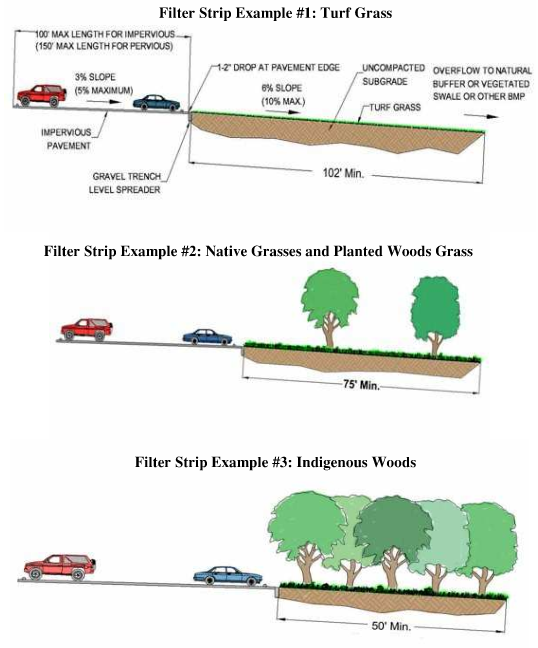 Filter Strip Example #1: Turf Grass
100' MAX LENGTH FOR IMPERVIOUS
(150' MAX LENGTH FOR PERVIOUS)
3% SLOPE
(5% MAXIMUM)
IMPERVIOUS
PAVEMENT
GRAVEL TRENCH
LEVEL SPREADER
1-2" DROP AT PAVEMENT EDGE
6% SLOPE
(10% MAX.)
UNCOMPACTED
SUBGRADE
TURF GRASS
OVERFLOW TO NATURAL
BUFFER OR VEGETATED
SWALE OR OTHER BMP
102' Min.
Filter Strip Example #2: Native Grasses and Planted Woods Grass
75' Min.
Filter Strip Example #3: Indigenous Woods
50' Min.